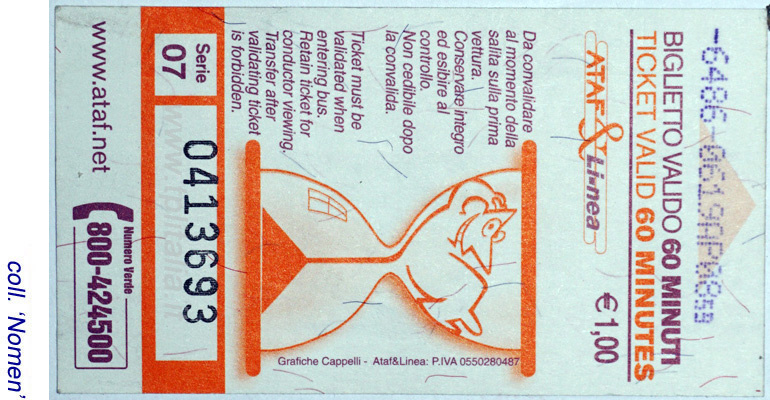 BIGLIETTO VALIDO 60 MINUTI
TICKET VALID 60 MINUTES
ATAF & Li-nea
€ 1,00
Da convalidare
al momento della
salita sulla prima
vettura.
Conservare integro
ed esibire al
controllo.
Non cedibile dopo
la convalida.
Ticket must be
validated when
entering bus.
Retain ticket for
conductor viewing.
Transfer after
validating ticket
is forbidden.
Grafiche Cappelli - Ataf&Linea: P.IVA 0550280487
Serie
07
0413693
www.ataf.net
Numero Verde
800-424500
coll. 'Nomen'